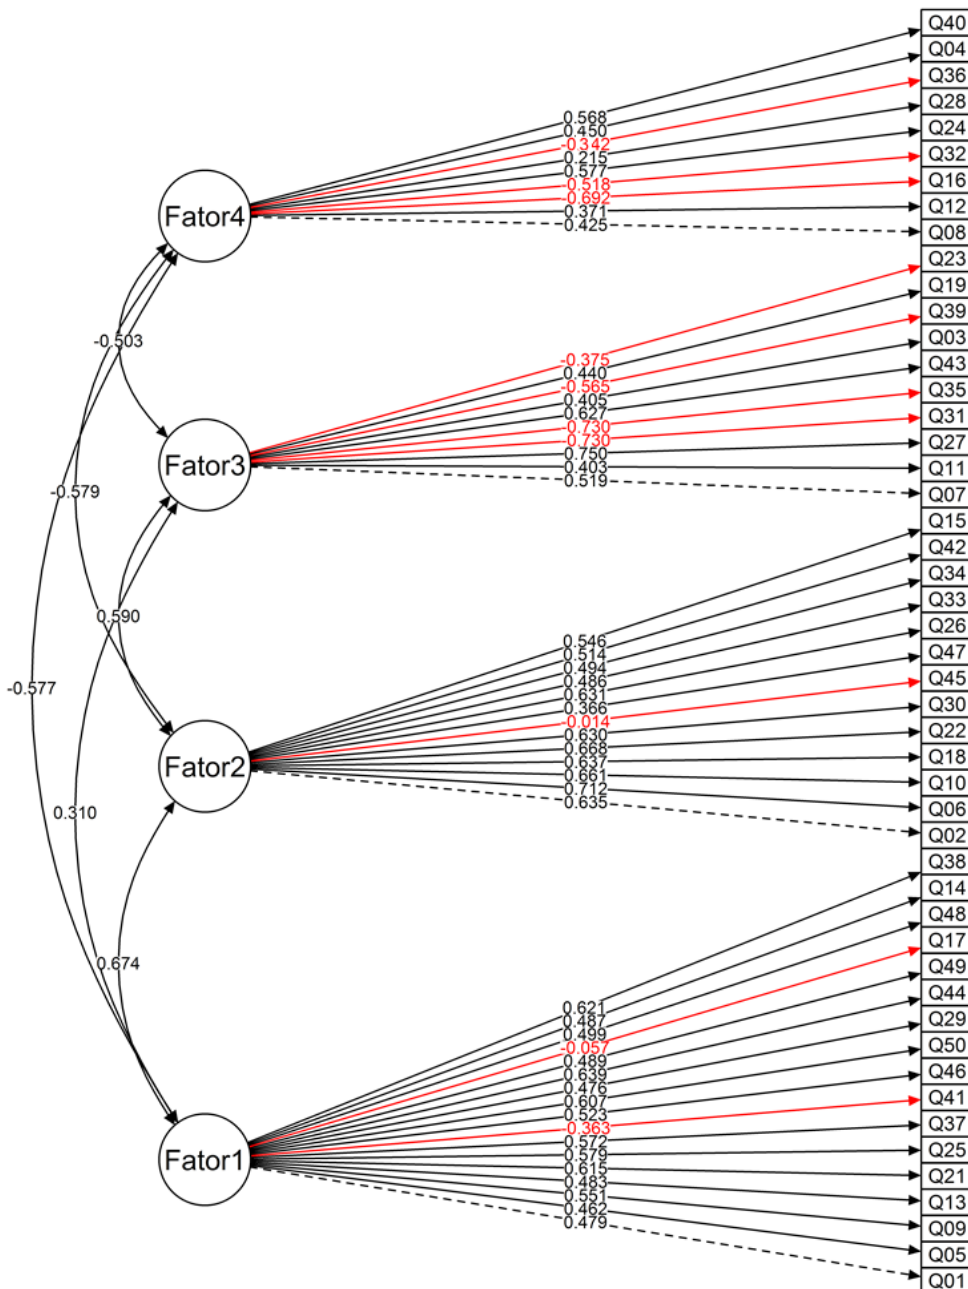 Q40
Q04
Q36
Q28
Q24
Q32
Q16
Q12
Q08
0.568
0.450
-0.342
0.215
0.577
-0.518
-0.692
0.371
0.425
Fator4
Q23
Q19
Q39
Q03
Q43
Q35
Q31
Q27
Q11
Q07
-0.503
-0.375
0.440
-0.565
0.405
0.627
-0.730
-0.730
0.750
0.403
0.519
Fator3
-0.579
Q15
Q42
Q34
Q33
Q26
Q47
Q45
Q30
Q22
Q18
Q10
Q06
Q02
0.590
0.546
0.514
0.494
0.486
0.631
0.366
-0.014
0.630
0.668
0.637
0.661
0.712
0.635
-0.577
Fator2
0.310
Q38
Q14
Q48
Q17
Q49
Q44
Q29
Q50
Q46
Q41
Q37
Q25
Q21
Q13
Q09
Q05
Q01
0.674
0.621
0.487
0.499
-0.057
0.489
0.639
0.476
0.607
0.523
-0.363
0.572
0.579
0.615
0.483
0.551
0.462
0.479
Fator1